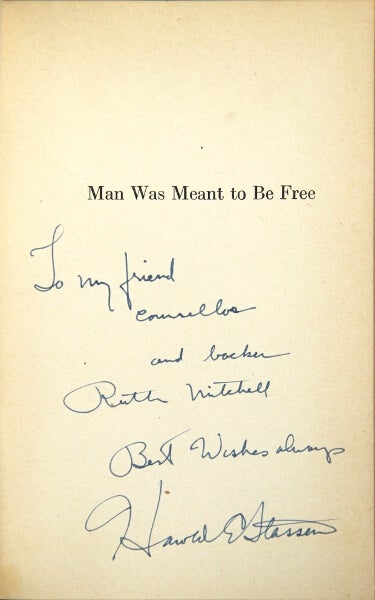 Man Was Meant to Be Free
To my friend
counsellor
and backer
Ruth Mitchell
Best Wishes always
Harold E Stassen